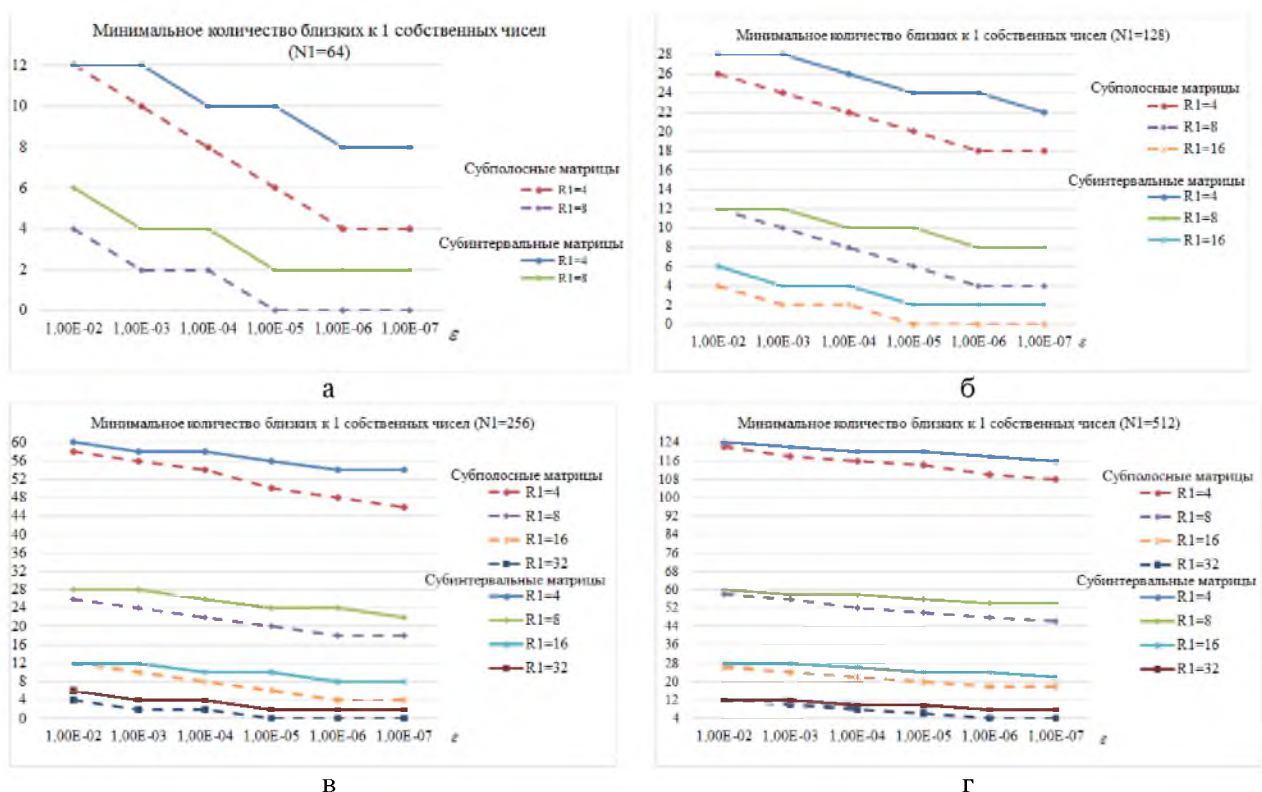 Минимальное количество близких к 1 собственных чисел
(N1=64)
12
10
8
6
4
2
0
1,00E-02 1,00E-03 1,00E-04 1,00E-05 1,00E-06 1,00E-07 ε
Субполосные матрицы
R1=4
R1=8
Субинтервальные матрицы
R1=4
R1=8
а
Минимальное количество близких к 1 собственных чисел (N1=128)
28
26
24
22
20
18
16
14
12
10
8
6
4
2
0
1,00E-02 1,00E-03 1,00E-04 1,00E-05 1,00E-06 1,00E-07 ε
Субполосные матрицы
R1=4
R1=8
R1=16
Субинтервальные матрицы
R1=4
R1=8
R1=16
б
Минимальное количество близких к 1 собственных чисел (N1=256)
60
56
52
48
44
40
36
32
28
24
20
16
12
8
4
0
1,00E-02 1,00E-03 1,00E-04 1,00E-05 1,00E-06 1,00E-07 ε
Субполосные матрицы
R1=4
R1=8
R1=16
R1=32
Субинтервальные матрицы
R1=4
R1=8
R1=16
R1=32
в
Минимальное количество близких к 1 собственных чисел (N1=512)
124
116
108
100
92
84
76
68
60
52
44
36
28
20
12
4
1,00E-02 1,00E-03 1,00E-04 1,00E-05 1,00E-06 1,00E-07 ε
Субполосные матрицы
R1=4
R1=8
R1=16
R1=32
Субинтервальные матрицы
R1=4
R1=8
R1=16
R1=32
г